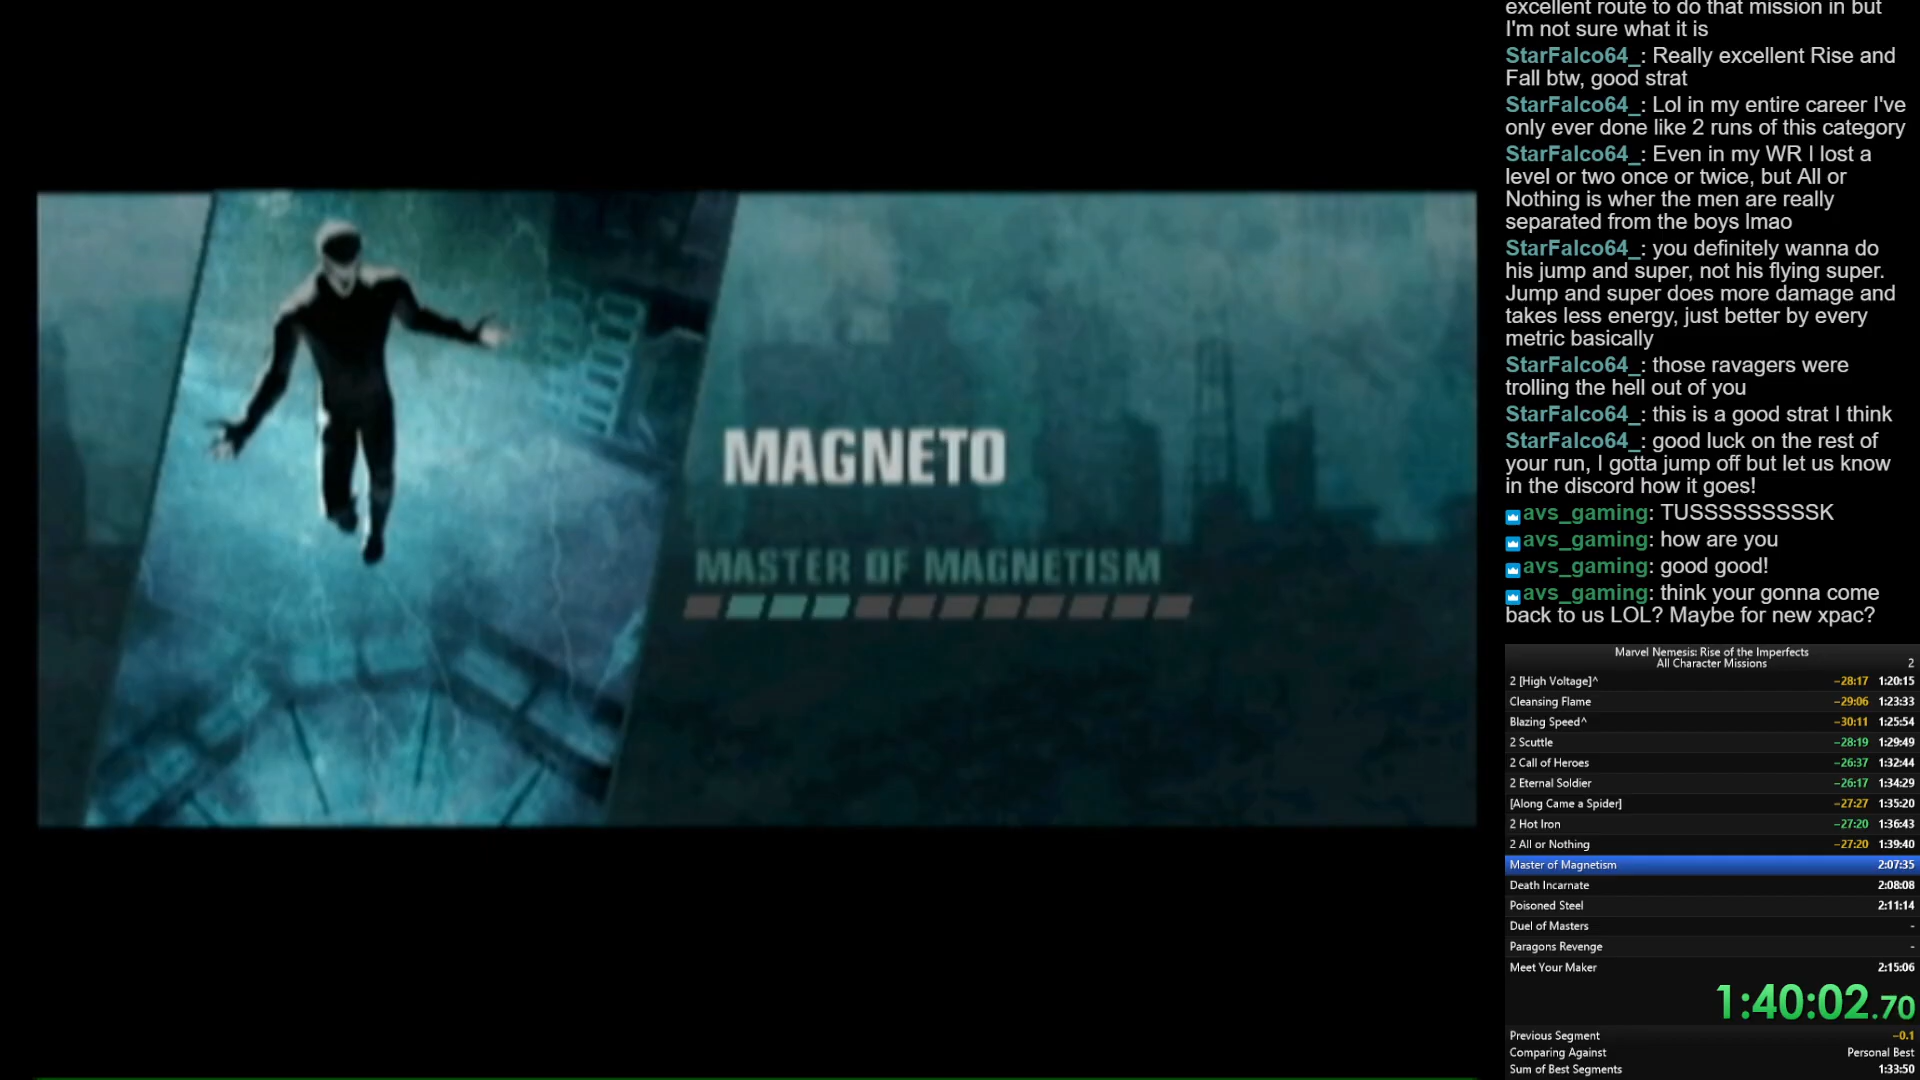 MAGNETO
MASTER OF MAGNETISM
excellent route to do that mission in but
I'm not sure what it is
StarFalco64_: Really excellent Rise and
Fall btw, good strat
StarFalco64_: Lol in my entire career I've
only ever done like 2 runs of this category
StarFalco64_: Even in my WR I lost a
level or two once or twice, but All or
Nothing is wher the men are really
separated from the boys lmao
StarFalco64_: you definitely wanna do
his jump and super, not his flying super.
Jump and super does more damage and
takes less energy, just better by every
metric basically
StarFalco64_: those ravagers were
trolling the hell out of you
StarFalco64_: this is a good strat I think
StarFalco64_: good luck on the rest of
your run, I gotta jump off but let us know
in the discord how it goes!
avs_gaming: TUSSSSSSSSSK
avs_gaming: how are you
avs_gaming: good good!
avs_gaming: think your gonna come
back to us LOL? Maybe for new xpac?
Marvel Nemesis: Rise of the Imperfects
All Character Missions 2
2 [High Voltage]^ −28:17 1:20:15
Cleansing Flame −29:06 1:23:33
Blazing Speed^ −30:11 1:25:54
2 Scuttle −28:19 1:29:49
2 Call of Heroes −26:37 1:32:44
2 Eternal Soldier −26:17 1:34:29
[Along Came a Spider] −27:27 1:35:20
2 Hot Iron −27:20 1:36:43
2 All or Nothing −27:20 1:39:40
Master of Magnetism 2:07:35
Death Incarnate 2:08:08
Poisoned Steel 2:11:14
Duel of Masters -
Paragons Revenge -
Meet Your Maker 2:15:06
1:40:02.70
Previous Segment −0.1
Comparing Against Personal Best
Sum of Best Segments 1:33:50